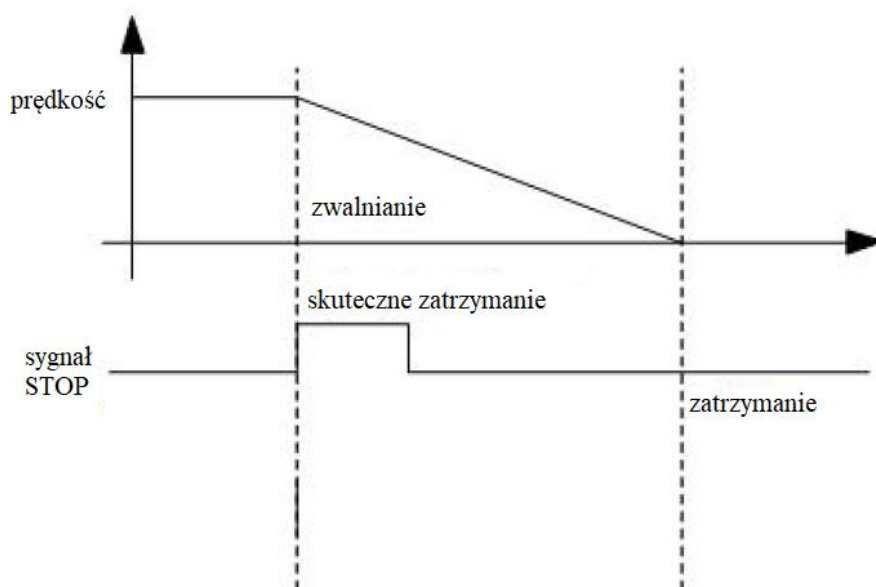 prędkość
zwalnianie
skuteczne zatrzymanie
sygnał
STOP
zatrzymanie